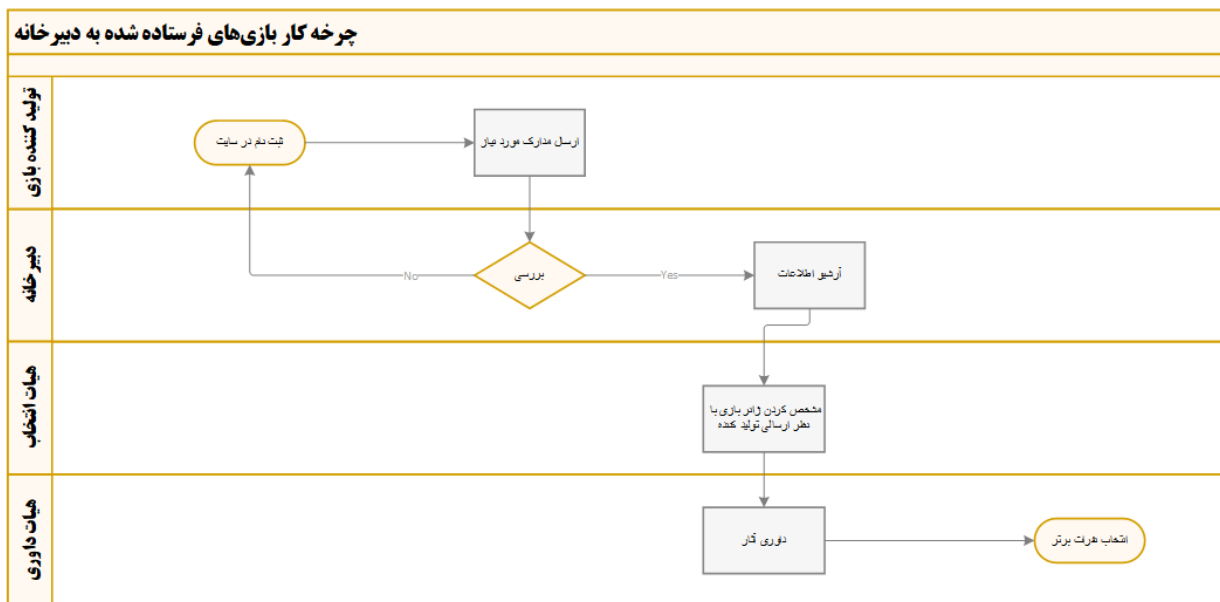 چرخه کار بازی‌های فرستاده شده به دبیرخانه
تولید کننده بازی
ثبت نام در سایت
ارسال مدارک مورد نیاز
دبیرخانه
No
بررسی
Yes
آرشیو اطلاعات
هیات انتخاب
مشخص کردن ژانر بازی با
نظر ارسالی تولید کننده
هیات داوری
داوری آثار
انتخاب نفرات برتر